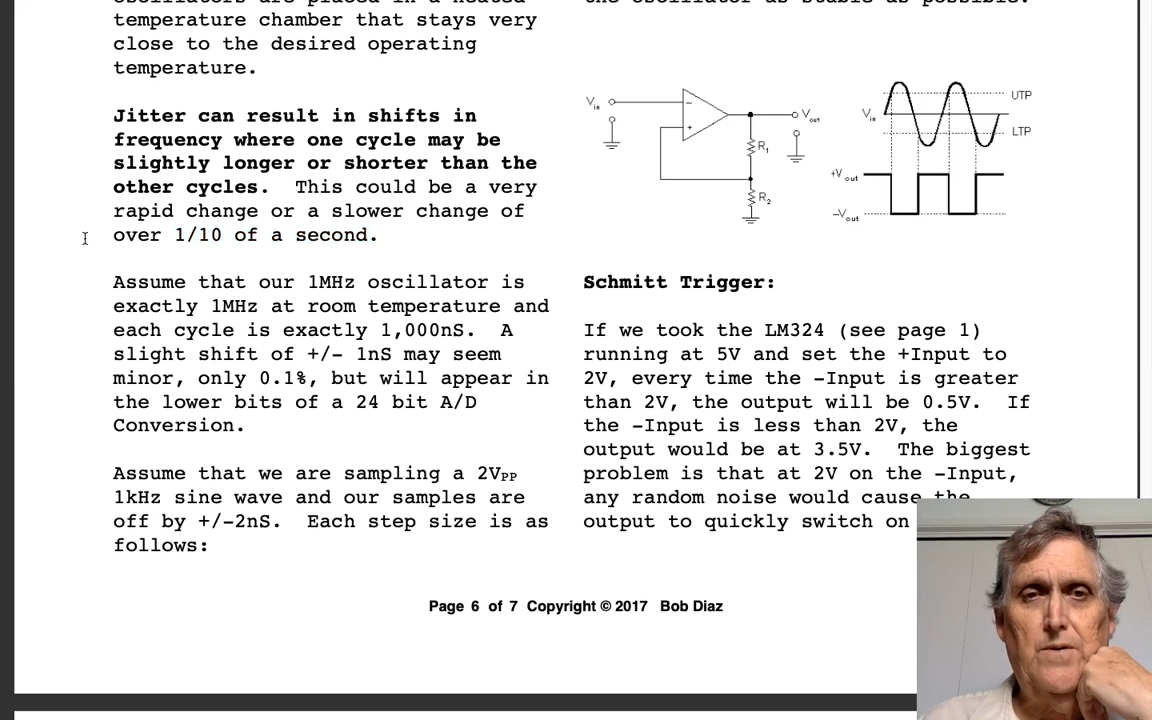 temperature chamber that stays very
close to the desired operating
temperature.
Jitter can result in shifts in
frequency where one cycle may be
slightly longer or shorter than the
other cycles. This could be a very
rapid change or a slower change of
over 1/10 of a second.
Assume that our 1MHz oscillator is
exactly 1MHz at room temperature and
each cycle is exactly 1,000nS. A
slight shift of +/- 1nS may seem
minor, only 0.1%, but will appear in
the lower bits of a 24 bit A/D
Conversion.
Assume that we are sampling a 2VPP
1kHz sine wave and our samples are
off by +/-2nS. Each step size is as
follows:
Vin
-
+
Vout
R1
R2
Vin
UTP
LTP
+Vout
-Vout
Schmitt Trigger:
If we took the LM324 (see page 1)
running at 5V and set the +Input to
2V, every time the -Input is greater
than 2V, the output will be 0.5V. If
the -Input is less than 2V, the
output would be at 3.5V. The biggest
problem is that at 2V on the -Input,
any random noise would cause the
output to quickly switch on
Page 6 of 7 Copyright © 2017 Bob Diaz